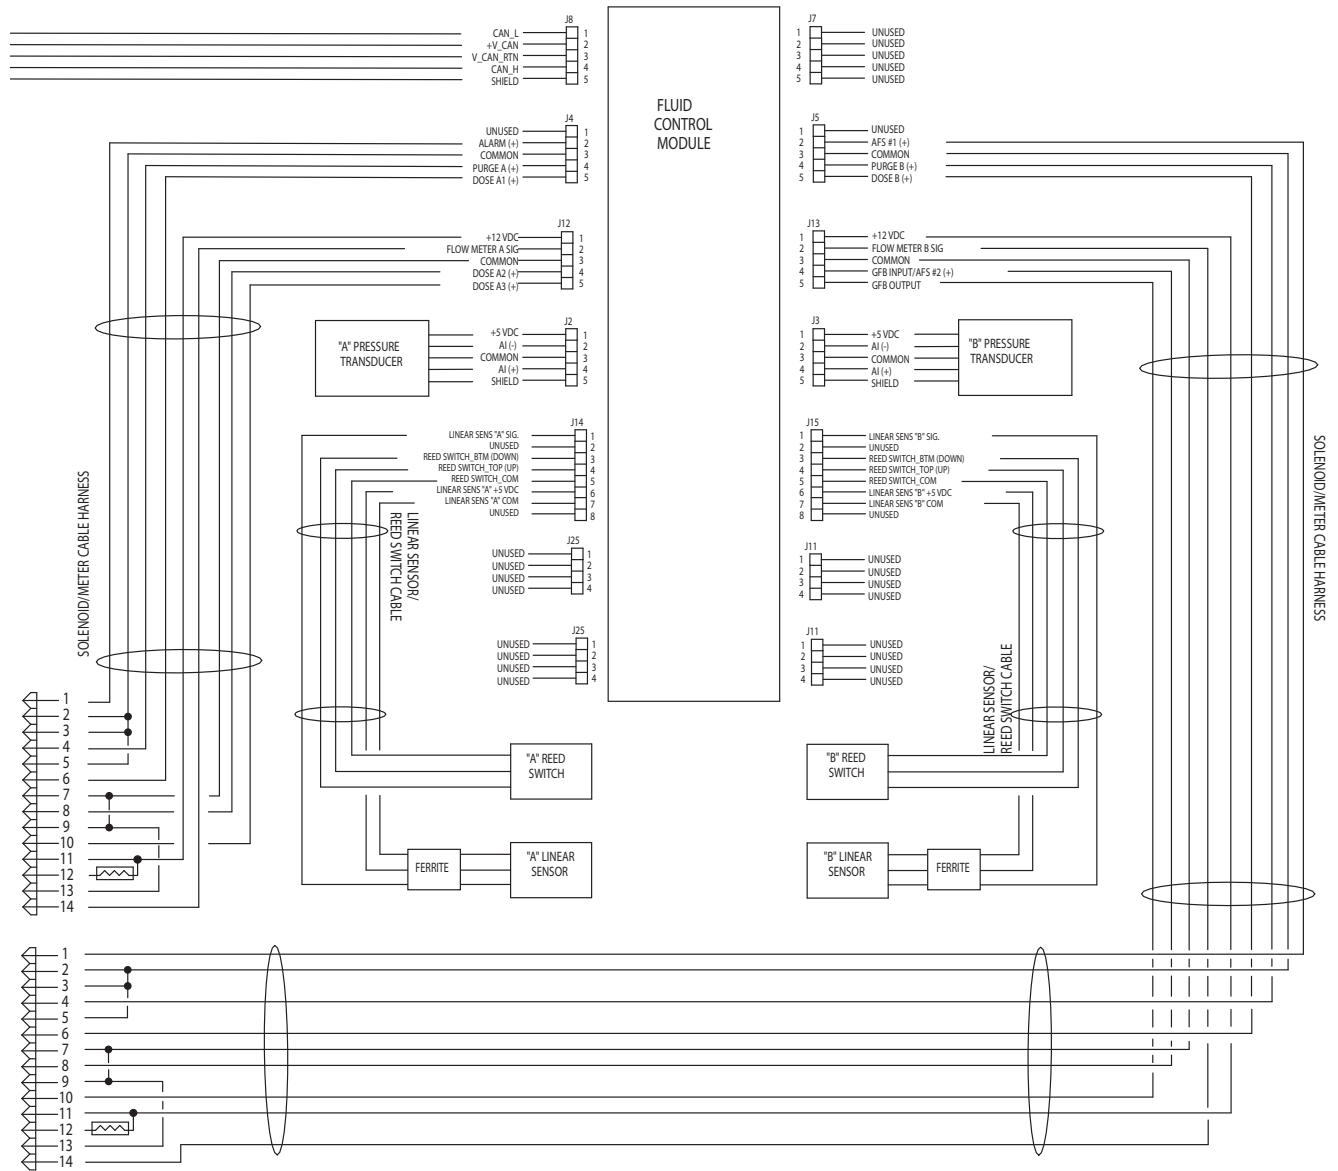 J8
CAN_L 1
+V_CAN 2
V_CAN_RTN 3
CAN_H 4
SHIELD 5
J4
UNUSED 1
ALARM (+) 2
COMMON 3
PURGE A (+) 4
DOSE A1 (+) 5
J12
+12 VDC 1
FLOW METER A SIG 2
COMMON 3
DOSE A2 (+) 4
DOSE A3 (+) 5
J2
+5 VDC 1
AI (-) 2
COMMON 3
AI (+) 4
SHIELD 5
"A" PRESSURE
TRANSDUCER
J14
LINEAR SENS "A" SIG. 1
UNUSED 2
REED SWITCH_BTM (DOWN) 3
REED SWITCH_TOP (UP) 4
REED SWITCH_COM 5
LINEAR SENS "A" +5 VDC 6
LINEAR SENS "A" COM 7
UNUSED 8
J25
UNUSED 1
UNUSED 2
UNUSED 3
UNUSED 4
J25
UNUSED 1
UNUSED 2
UNUSED 3
UNUSED 4
SOLENOID/METER CABLE HARNESS
LINEAR SENSOR/
REED SWITCH CABLE
"A" REED
SWITCH
FERRITE
"A" LINEAR
SENSOR
FLUID
CONTROL
MODULE
J7
1 UNUSED
2 UNUSED
3 UNUSED
4 UNUSED
5 UNUSED
J5
1 UNUSED
2 AFS #1 (+)
3 COMMON
4 PURGE B (+)
5 DOSE B (+)
J13
1 +12 VDC
2 FLOW METER B SIG
3 COMMON
4 GFB INPUT/AFS #2 (+)
5 GFB OUTPUT
J3
1 +5 VDC
2 AI (-)
3 COMMON
4 AI (+)
5 SHIELD
"B" PRESSURE
TRANSDUCER
J15
1 LINEAR SENS "B" SIG.
2 UNUSED
3 REED SWITCH_BTM (DOWN)
4 REED SWITCH_TOP (UP)
5 REED SWITCH_COM
6 LINEAR SENS "B" +5 VDC
7 LINEAR SENS "B" COM
8 UNUSED
J11
1 UNUSED
2 UNUSED
3 UNUSED
4 UNUSED
J11
1 UNUSED
2 UNUSED
3 UNUSED
4 UNUSED
LINEAR SENSOR/
REED SWITCH CABLE
SOLENOID/METER CABLE HARNESS
"B" REED
SWITCH
"B" LINEAR
SENSOR
FERRITE
1
2
3
4
5
6
7
8
9
10
11
12
13
14
1
2
3
4
5
6
7
8
9
10
11
12
13
14